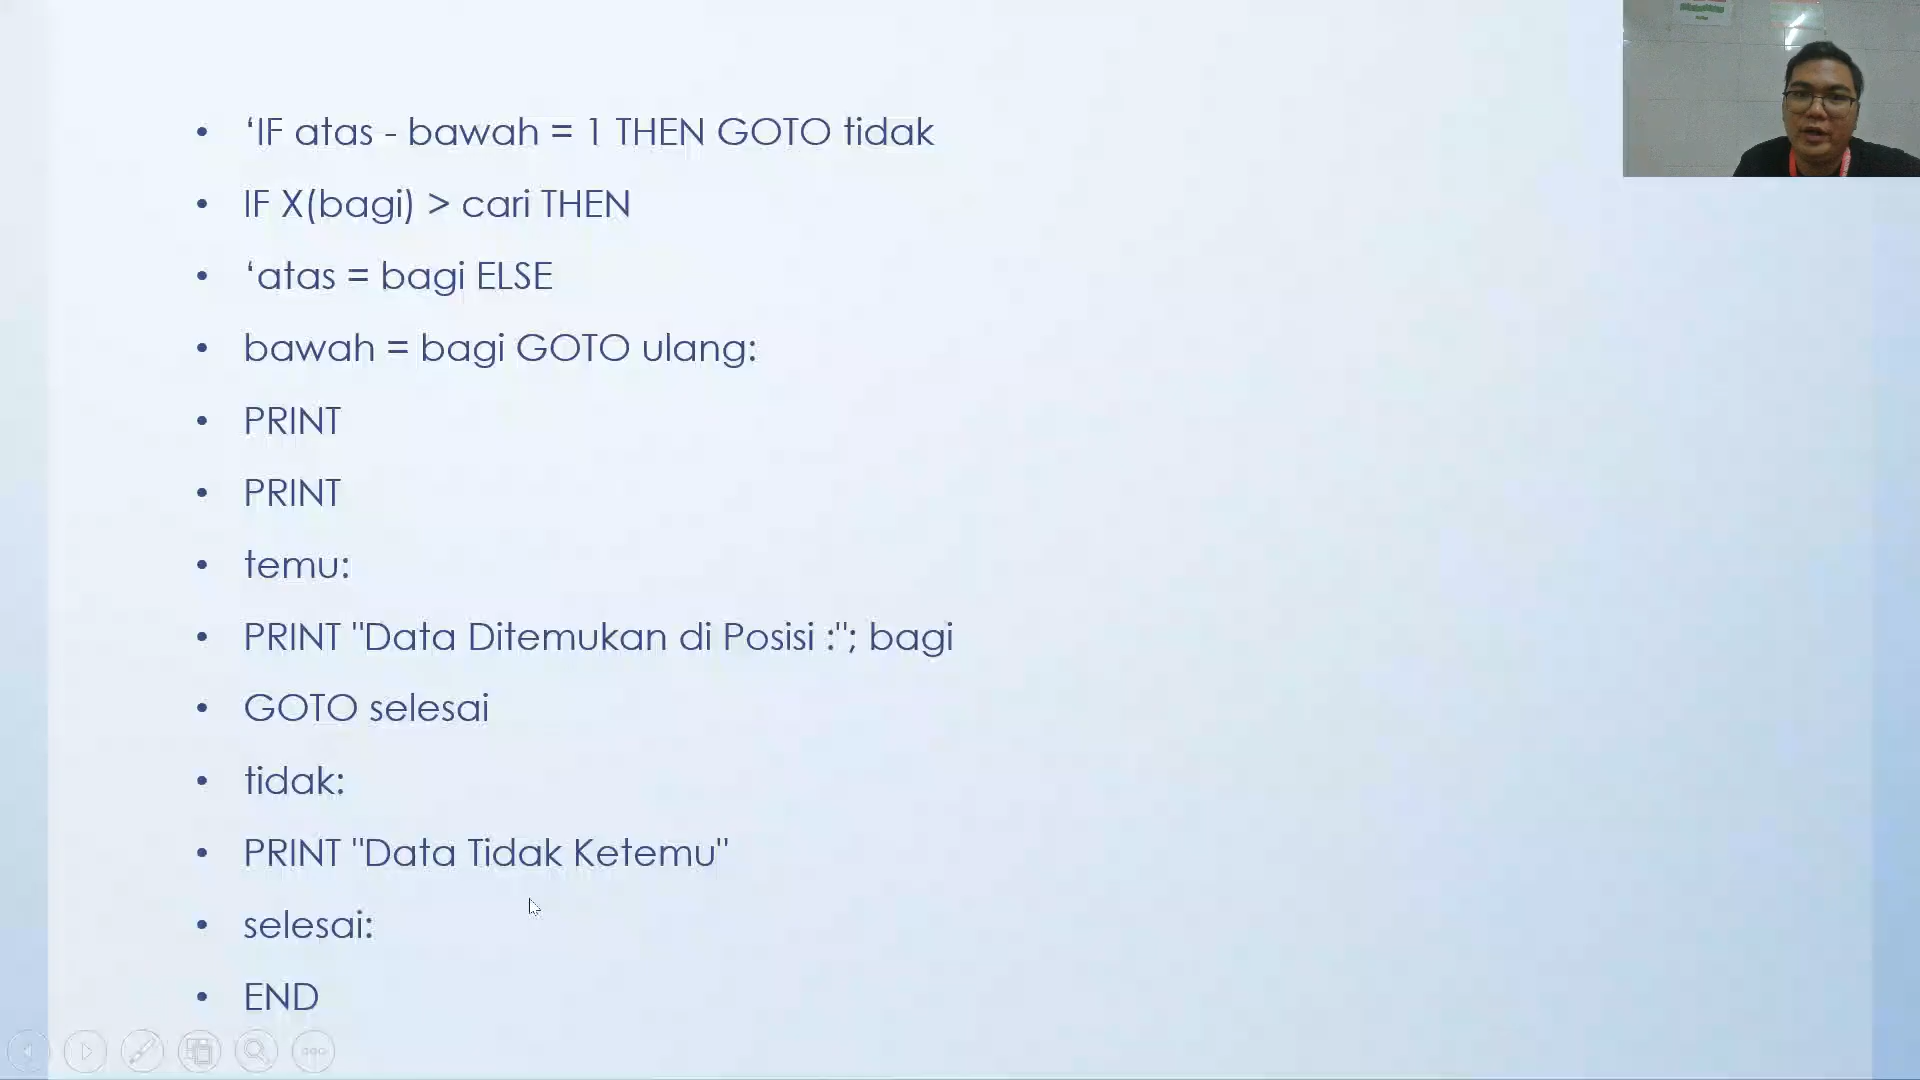 • ‘IF atas - bawah = 1 THEN GOTO tidak
• IF X(bagi) > cari THEN
• ‘atas = bagi ELSE
• bawah = bagi GOTO ulang:
• PRINT
• PRINT
• temu:
• PRINT "Data Ditemukan di Posisi :"; bagi
• GOTO selesai
• tidak:
• PRINT "Data Tidak Ketemu"
• selesai:
• END